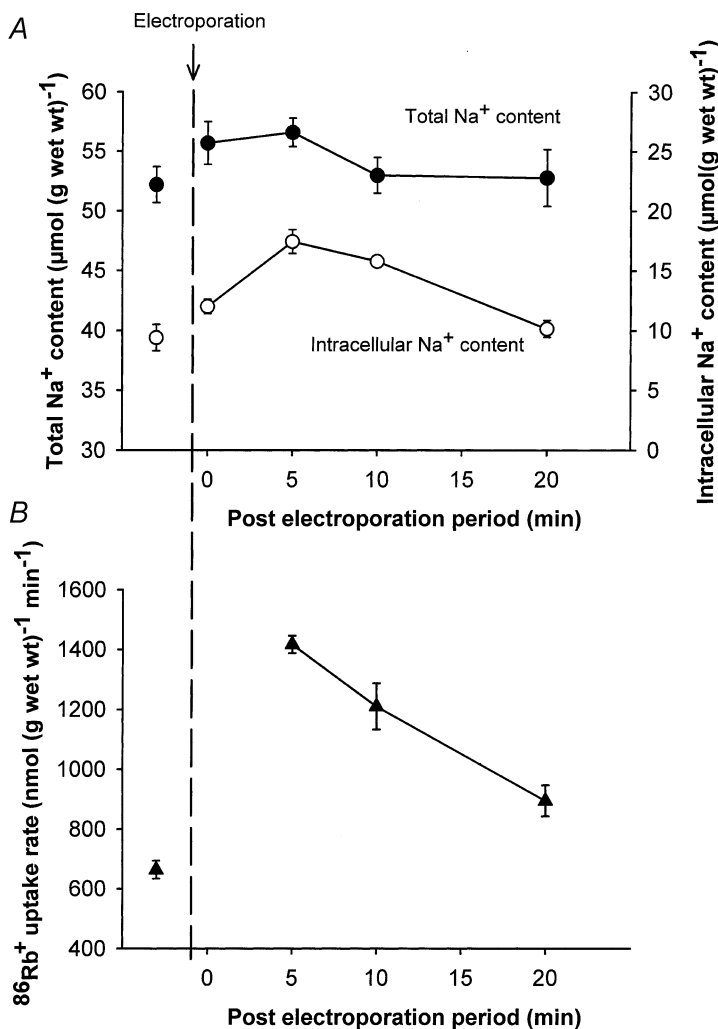 A
Electroporation
Total Na⁺ content (µmol (g wet wt)⁻¹
60
55
50
45
40
35
30
Total Na⁺ content
Intracellular Na⁺ content
30
25
20
15
10
5
0
Intracellular Na⁺ content (µmol(g wet wt)⁻¹
0 5 10 15 20
Post electroporation period (min)
B
⁸⁶Rb⁺ uptake rate (nmol (g wet wt)⁻¹ min⁻¹)
1600
1400
1200
1000
800
600
400
0 5 10 15 20
Post electroporation period (min)